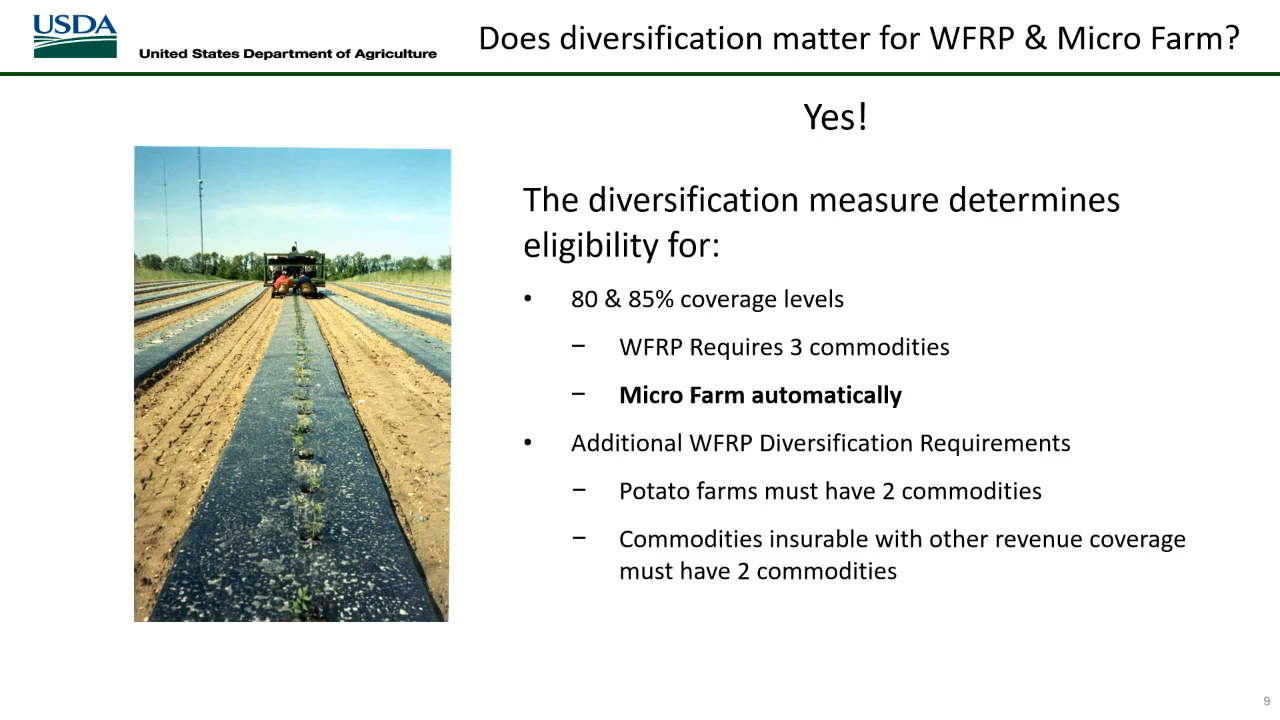 USDA
United States Department of Agriculture
Does diversification matter for WFRP & Micro Farm?
Yes!
The diversification measure determines
eligibility for:
• 80 & 85% coverage levels
− WFRP Requires 3 commodities
− Micro Farm automatically
• Additional WFRP Diversification Requirements
− Potato farms must have 2 commodities
− Commodities insurable with other revenue coverage
must have 2 commodities
9